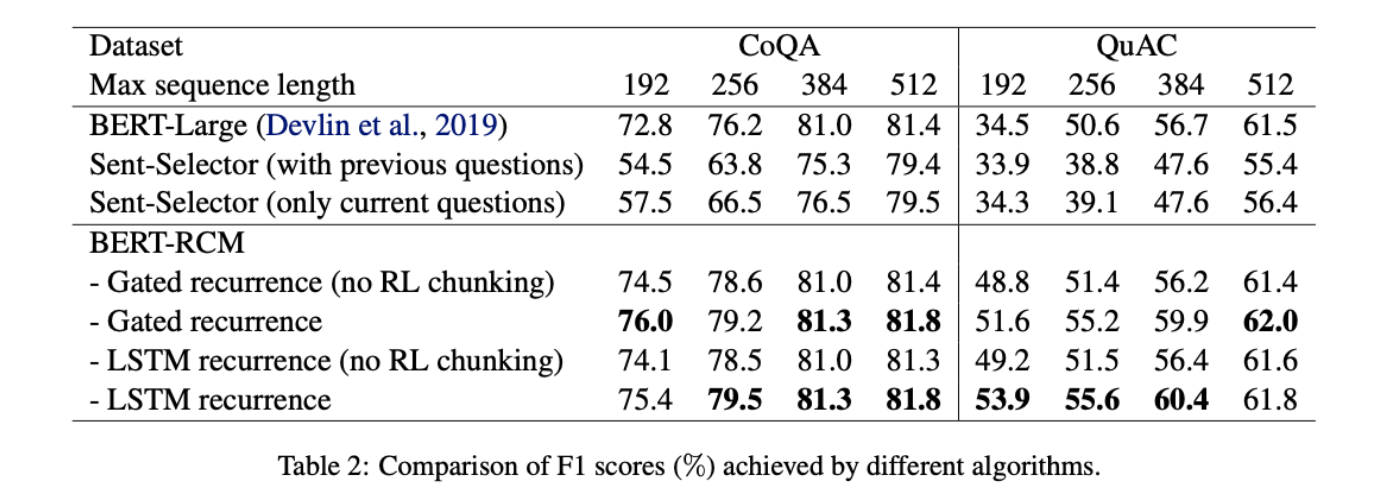 Dataset CoQA QuAC
Max sequence length 192 256 384 512 192 256 384 512
BERT-Large (Devlin et al., 2019) 72.8 76.2 81.0 81.4 34.5 50.6 56.7 61.5
Sent-Selector (with previous questions) 54.5 63.8 75.3 79.4 33.9 38.8 47.6 55.4
Sent-Selector (only current questions) 57.5 66.5 76.5 79.5 34.3 39.1 47.6 56.4
BERT-RCM
- Gated recurrence (no RL chunking) 74.5 78.6 81.0 81.4 48.8 51.4 56.2 61.4
- Gated recurrence 76.0 79.2 81.3 81.8 51.6 55.2 59.9 62.0
- LSTM recurrence (no RL chunking) 74.1 78.5 81.0 81.3 49.2 51.5 56.4 61.6
- LSTM recurrence 75.4 79.5 81.3 81.8 53.9 55.6 60.4 61.8
Table 2: Comparison of F1 scores (%) achieved by different algorithms.